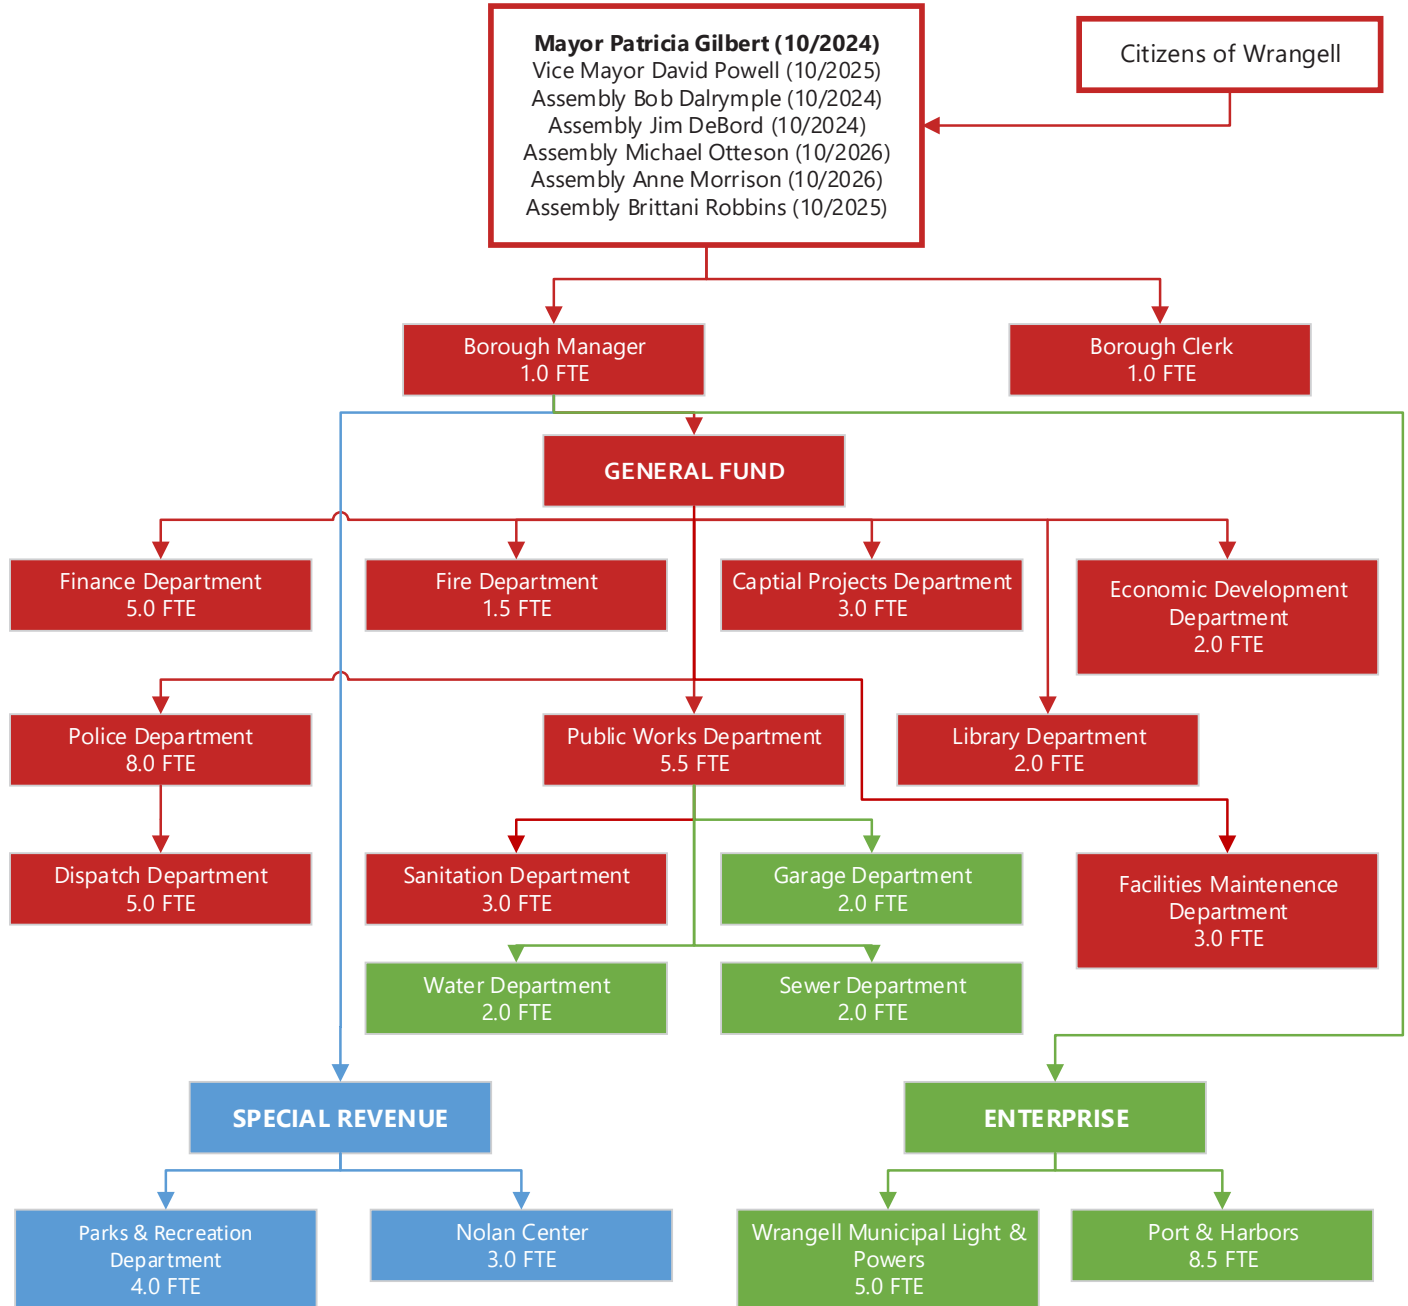 Mayor Patricia Gilbert (10/2024)
Vice Mayor David Powell (10/2025)
Assembly Bob Dalrymple (10/2024)
Assembly Jim DeBord (10/2024)
Assembly Michael Otteson (10/2026)
Assembly Anne Morrison (10/2026)
Assembly Brittani Robbins (10/2025)
Citizens of Wrangell
Borough Manager
1.0 FTE
Borough Clerk
1.0 FTE
GENERAL FUND
Finance Department
5.0 FTE
Fire Department
1.5 FTE
Captial Projects Department
3.0 FTE
Economic Development
Department
2.0 FTE
Police Department
8.0 FTE
Public Works Department
5.5 FTE
Library Department
2.0 FTE
Dispatch Department
5.0 FTE
Sanitation Department
3.0 FTE
Garage Department
2.0 FTE
Facilities Maintenence
Department
3.0 FTE
Water Department
2.0 FTE
Sewer Department
2.0 FTE
SPECIAL REVENUE
ENTERPRISE
Parks & Recreation
Department
4.0 FTE
Nolan Center
3.0 FTE
Wrangell Municipal Light &
Powers
5.0 FTE
Port & Harbors
8.5 FTE